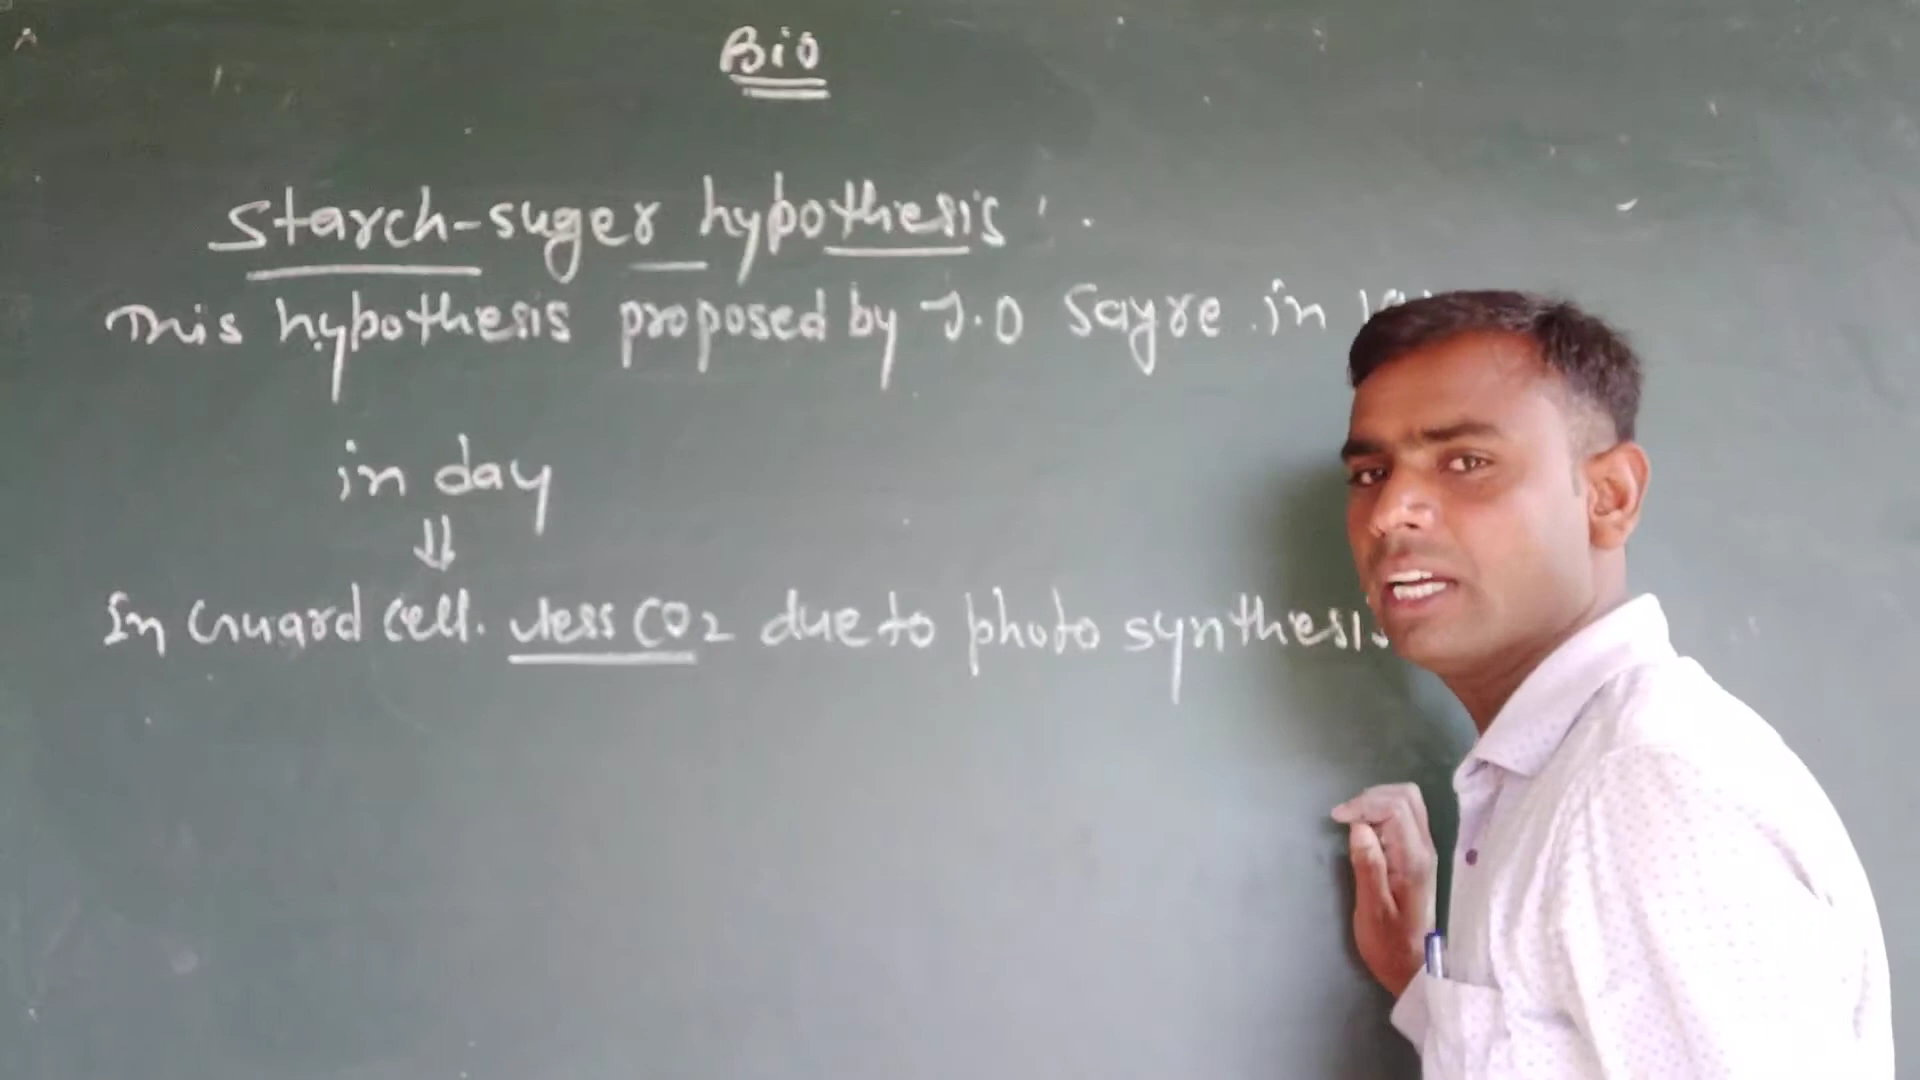 Bio
Starch-suger hypothesis :.
This hypothesis proposed by J.D Sayre in
in day
In Guard cell. less CO2 due to photo synthesis